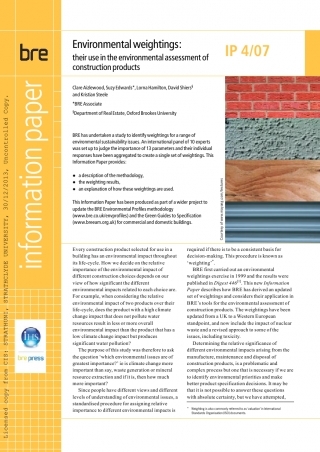 bre
Environmental weightings:
their use in the environmental assessment of
construction products
IP 4/07
Clare Aizlewood, Suzy Edwards*, Lorna Hamilton, David Shiers†
and Kristian Steele
*BRE Associate
†Department of Real Estate, Oxford Brookes University
BRE has undertaken a study to identify weightings for a range of
environmental sustainability issues. An international panel of 10 experts
was set up to judge the importance of 13 parameters and their individual
responses have been aggregated to create a single set of weightings. This
Information Paper provides:
● a description of the methodology,
● the weighting results,
● an explanation of how these weightings are used.
This Information Paper has been produced as part of a wider project to
update the BRE Environmental Profiles methodology
(www.bre.co.uk/envprofiles) and the Green Guides to Specification
(www.breeam.org.uk) for commercial and domestic buildings.
information paper
Licensed copy from CIS: STRATHUNI, STRATHCLYDE UNIVERSITY, 30/12/2013, Uncontrolled Copy.
IHS
bre press
Every construction product selected for use in a
building has an environmental impact throughout
its life-cycle. How we decide on the relative
importance of the environmental impact of
different construction choices depends on our
view of how significant the different
environmental impacts related to each choice are.
For example, when considering the relative
environmental impact of two products over their
life-cycle, does the product with a high climate
change impact that does not pollute water
resources result in less or more overall
environmental impact than the product that has a
low climate change impact but produces
significant water pollution?
The purpose of this study was therefore to ask
the question 'which environmental issues are of
greatest importance?' ie is climate change more
important than say, waste generation or mineral
resource extraction and if it is, then how much
more important?
Since people have different views and different
levels of understanding of environmental issues, a
standardised procedure for assigning relative
importance to different environmental impacts is
required if there is to be a consistent basis for
decision-making. This procedure is known as
'weighting'*.
BRE first carried out an environmental
weightings exercise in 1999 and the results were
published in Digest 446[1]. This new Information
Paper describes how BRE has derived an updated
set of weightings and considers their application in
BRE's tools for the environmental assessment of
construction products. The weightings have been
updated from a UK to a Western European
standpoint, and now include the impact of nuclear
waste and a revised approach to some of the
issues, including toxicity.
Determining the relative significance of
different environmental impacts arising from the
manufacture, maintenance and disposal of
construction products, is a problematic and
complex process but one that is necessary if we are
to identify environmental priorities and make
better product specification decisions. It may be
that it is not possible to answer these questions
with absolute certainty, but we have attempted,